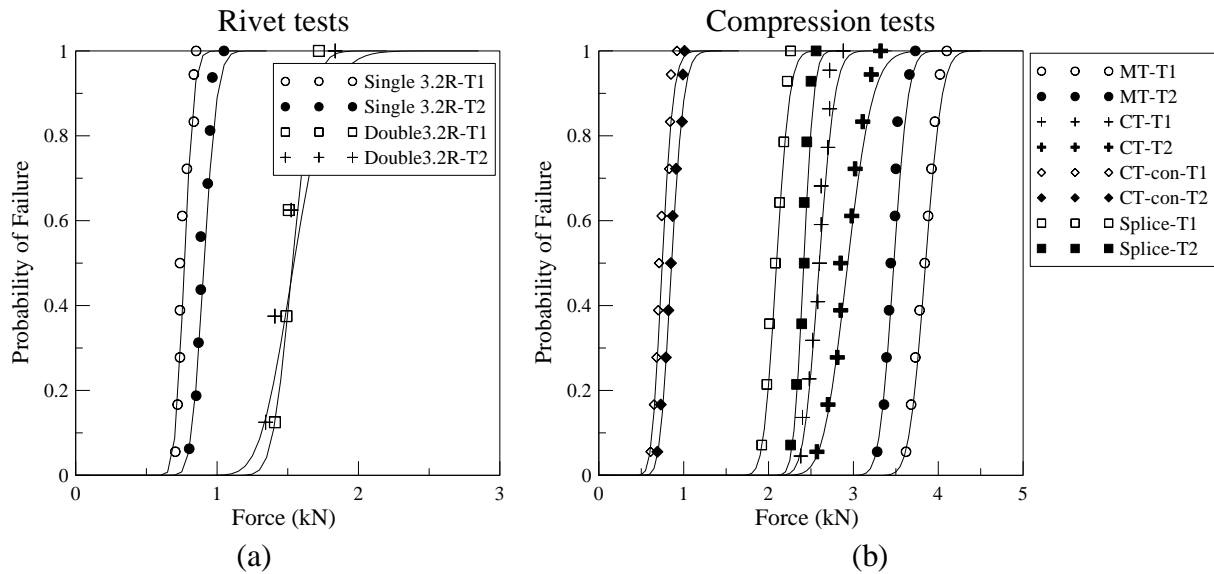 Rivet tests
Probability of Failure
1
0.8
0.6
0.4
0.2
0
0
1
2
3
Force (kN)
Single 3.2R-T1
Single 3.2R-T2
Double3.2R-T1
Double3.2R-T2
(a)
Compression tests
Probability of Failure
1
0.8
0.6
0.4
0.2
0
0
1
2
3
4
5
Force (kN)
MT-T1
MT-T2
CT-T1
CT-T2
CT-con-T1
CT-con-T2
Splice-T1
Splice-T2
(b)